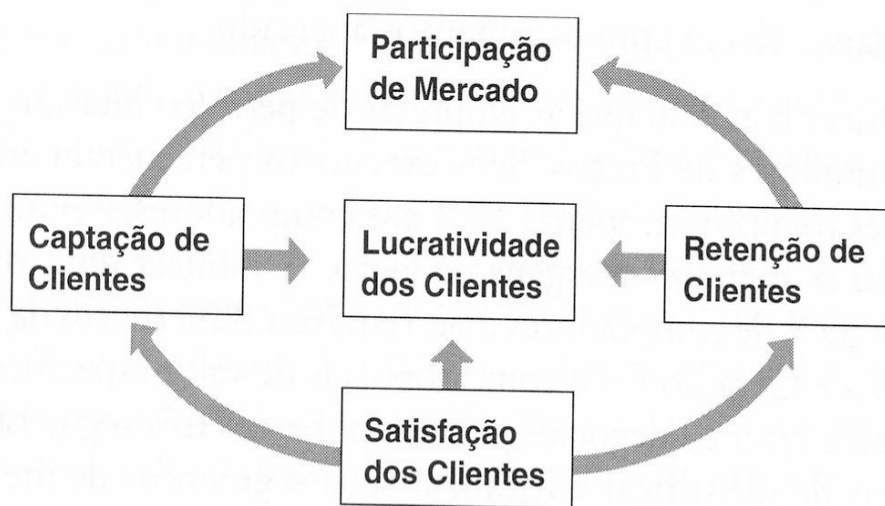 Participação
de Mercado
Captação de
Clientes
Lucratividade
dos Clientes
Retenção de
Clientes
Satisfação
dos Clientes